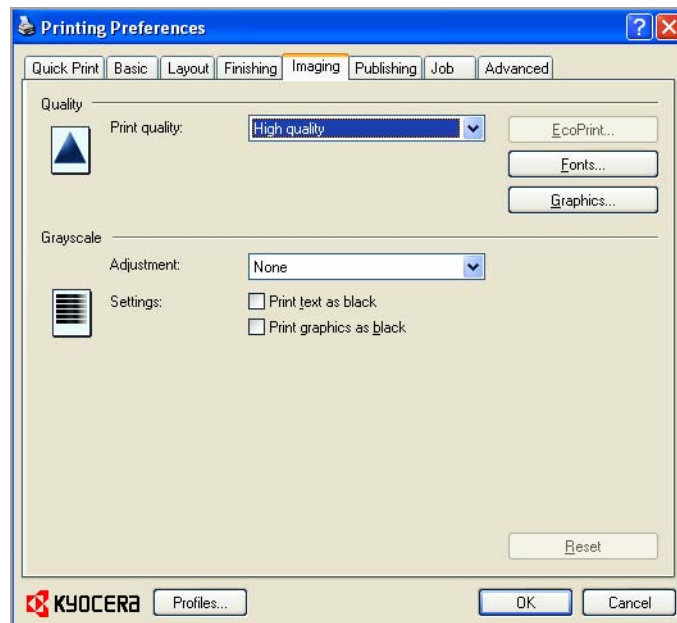 Printing Preferences
Quick Print Basic Layout Finishing Imaging Publishing Job Advanced
Quality
Print quality: High quality EcoPrint...
Fonts...
Graphics...
Grayscale
Adjustment: None
Settings: Print text as black
Print graphics as black
Reset
KYOCERA Profiles... OK Cancel